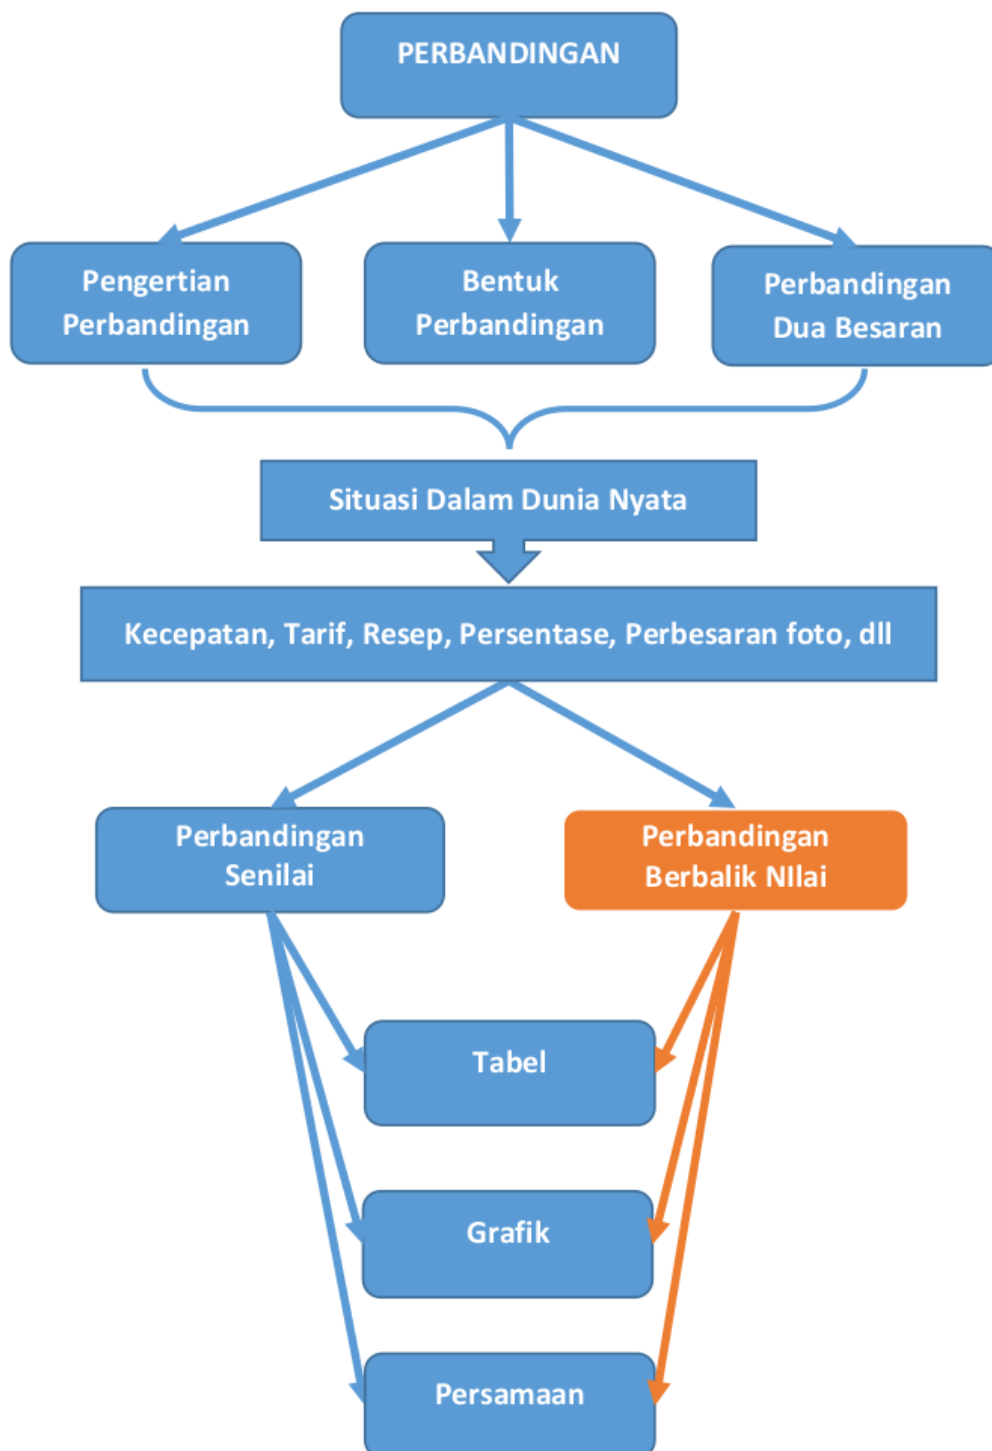 PERBANDINGAN
Pengertian
Perbandingan
Bentuk
Perbandingan
Perbandingan
Dua Besaran
Situasi Dalam Dunia Nyata
Kecepatan, Tarif, Resep, Persentase, Perbesaran foto, dll
Perbandingan
Senilai
Perbandingan
Berbalik NIlai
Tabel
Grafik
Persamaan